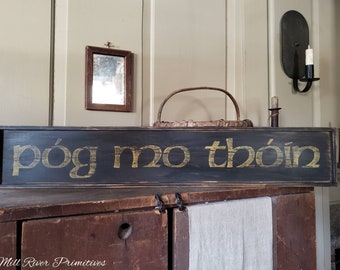 póg mo thóin
Mill River Primitives